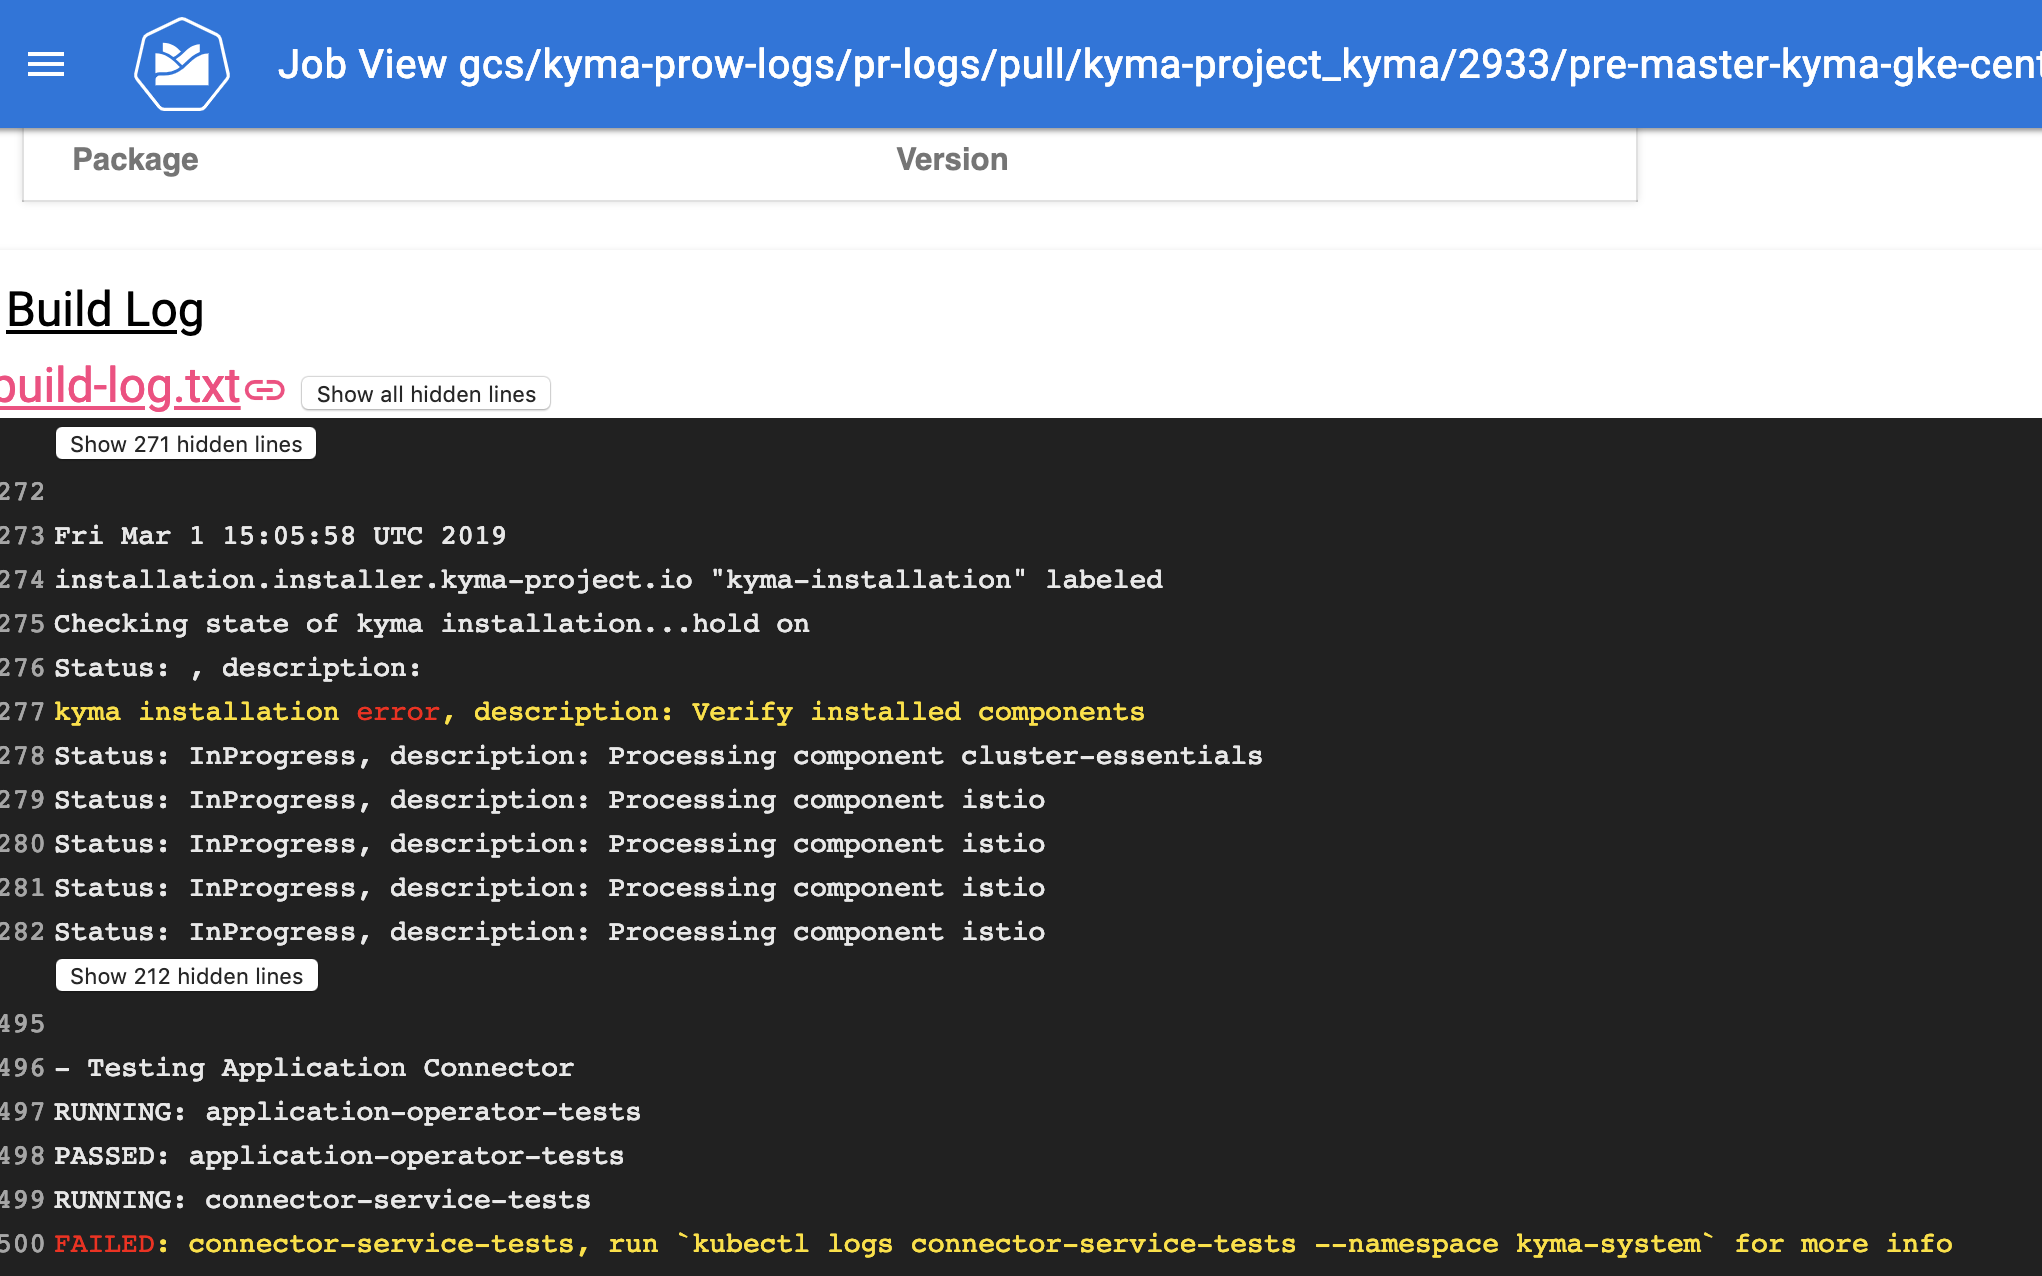 Job View gcs/kyma-prow-logs/pr-logs/pull/kyma-project_kyma/2933/pre-master-kyma-gke-cent
Package Version
Build Log
build-log.txt Show all hidden lines
Show 271 hidden lines
272
273 Fri Mar 1 15:05:58 UTC 2019
274 installation.installer.kyma-project.io "kyma-installation" labeled
275 Checking state of kyma installation...hold on
276 Status: , description:
277 kyma installation error, description: Verify installed components
278 Status: InProgress, description: Processing component cluster-essentials
279 Status: InProgress, description: Processing component istio
280 Status: InProgress, description: Processing component istio
281 Status: InProgress, description: Processing component istio
282 Status: InProgress, description: Processing component istio
Show 212 hidden lines
495
496 - Testing Application Connector
497 RUNNING: application-operator-tests
498 PASSED: application-operator-tests
499 RUNNING: connector-service-tests
500 FAILED: connector-service-tests, run `kubectl logs connector-service-tests --namespace kyma-system` for more info